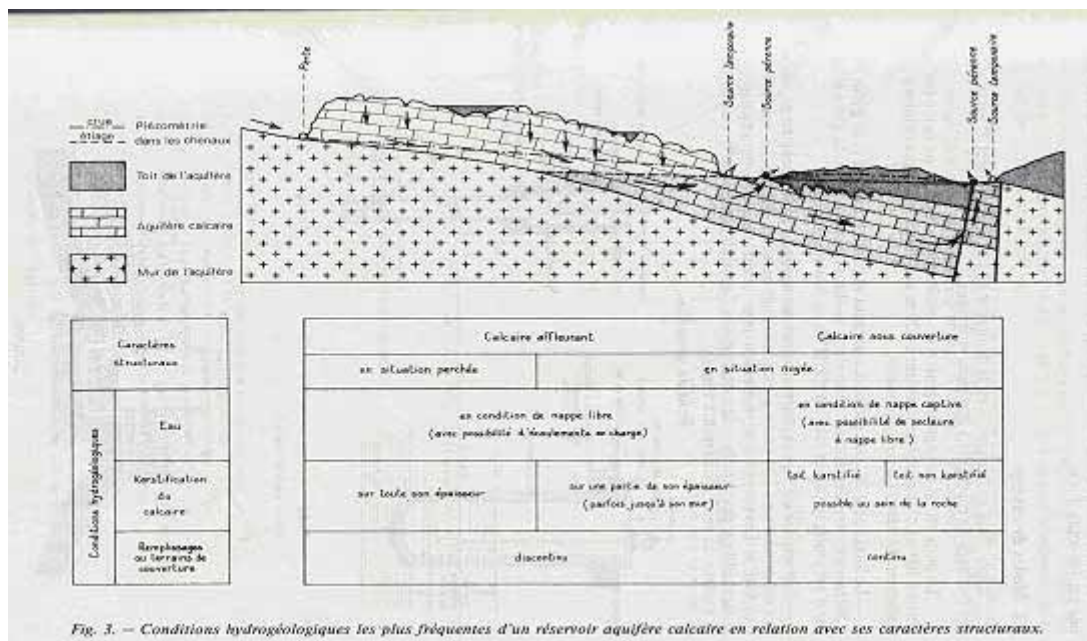 Perte
Source temporaire
Source pérenne
Source pérenne
Source temporaire
crue
étiage
Piézométrie
dans les chenaux
Toit de l'aquifère
Aquifère calcaire
Mur de l'aquifère
Caractères
structuraux
Calcaire affleurant
Calcaire sous couverture
en situation perchée
en situation noyée
Conditions hydrogéologiques
Eau
en condition de nappe libre
(avec possibilité d'écoulements en charge)
en condition de nappe captive
(avec possibilité de secteurs
à nappe libre)
Karstification
du
calcaire
sur toute son épaisseur
sur une partie de son épaisseur
(parfois jusqu'à son mur)
toit karstifié
toit non karstifié
possible au sein de la roche
Remplissages
ou terrains de
couverture
discontinu
continu
Fig. 3. — Conditions hydrogéologiques les plus fréquentes d'un réservoir aquifère calcaire en relation avec ses caractères structuraux.